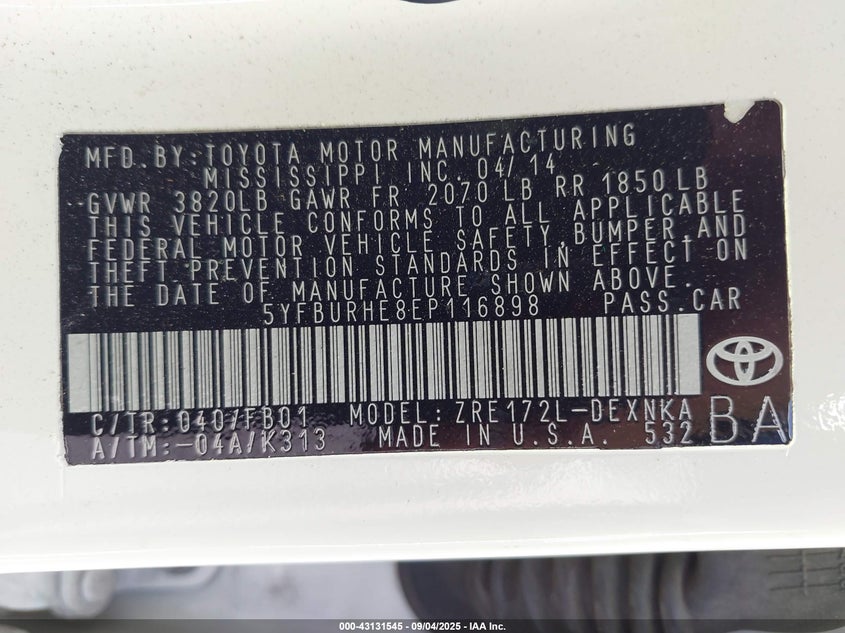 MFD.BY:TOYOTA MOTOR MANUFACTURING
MISSISSIPPI INC. 04/14
GVWR 3820LB GAWR FR 2070 LB RR 1850LB
THIS VEHICLE CONFORMS TO ALL APPLICABLE
FEDERAL MOTOR VEHICLE SAFETY,BUMPER,AND
THEFT PREVENTION STANDARDS IN EFFECT ON
THE DATE OF MANUFACTURE SHOWN ABOVE.
5YFBURHE8EP116898 PASS.CAR
C/TR:040/FB01 MODEL:ZRE172L-DEXNKA
A/TM:-04A/K313 MADE IN U.S.A. 532
BA
000-43131545 - 09/04/2025 - IAA Inc.